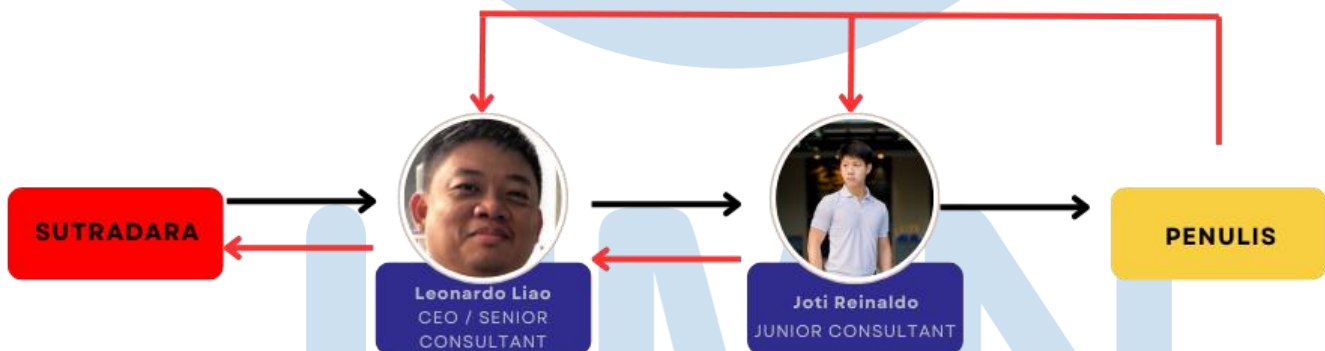 SUTRADARA
Leonardo Liao
CEO / SENIOR
CONSULTANT
Joti Reinaldo
JUNIOR CONSULTANT
PENULIS